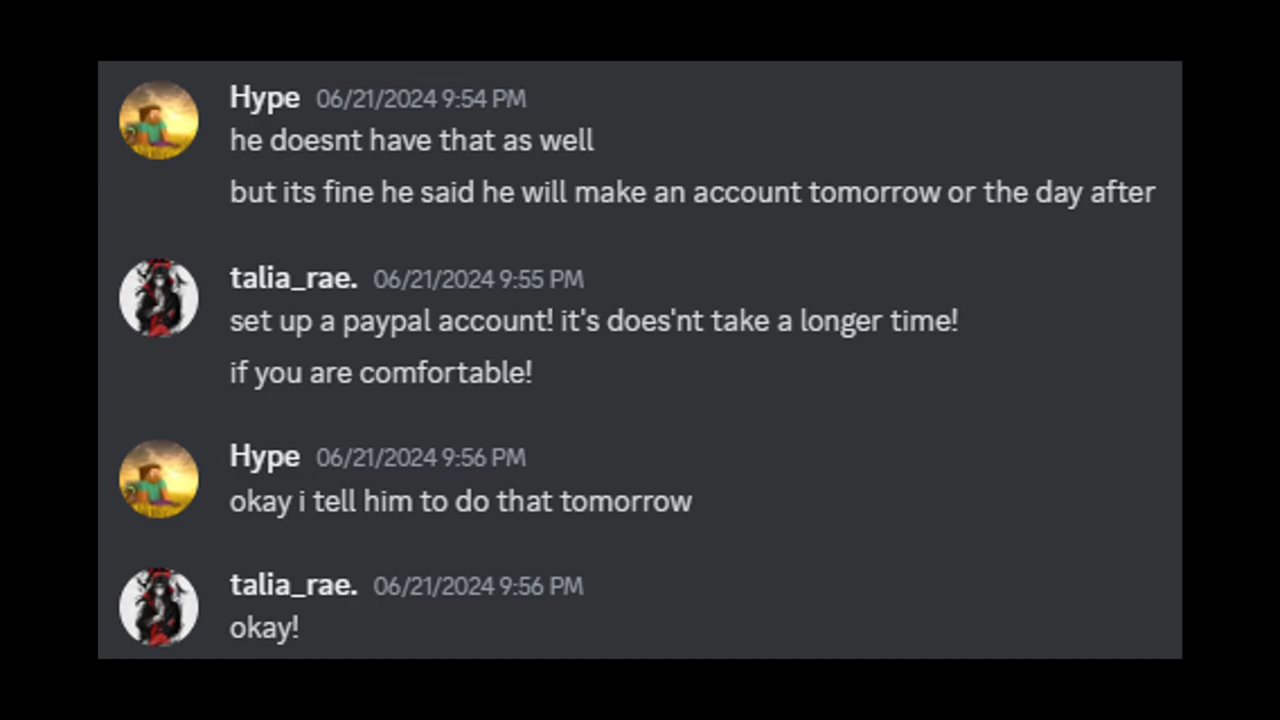 Hype 06/21/2024 9:54 PM
he doesnt have that as well
but its fine he said he will make an account tomorrow or the day after
talia_rae. 06/21/2024 9:55 PM
set up a paypal account! it's does'nt take a longer time!
if you are comfortable!
Hype 06/21/2024 9:56 PM
okay i tell him to do that tomorrow
talia_rae. 06/21/2024 9:56 PM
okay!